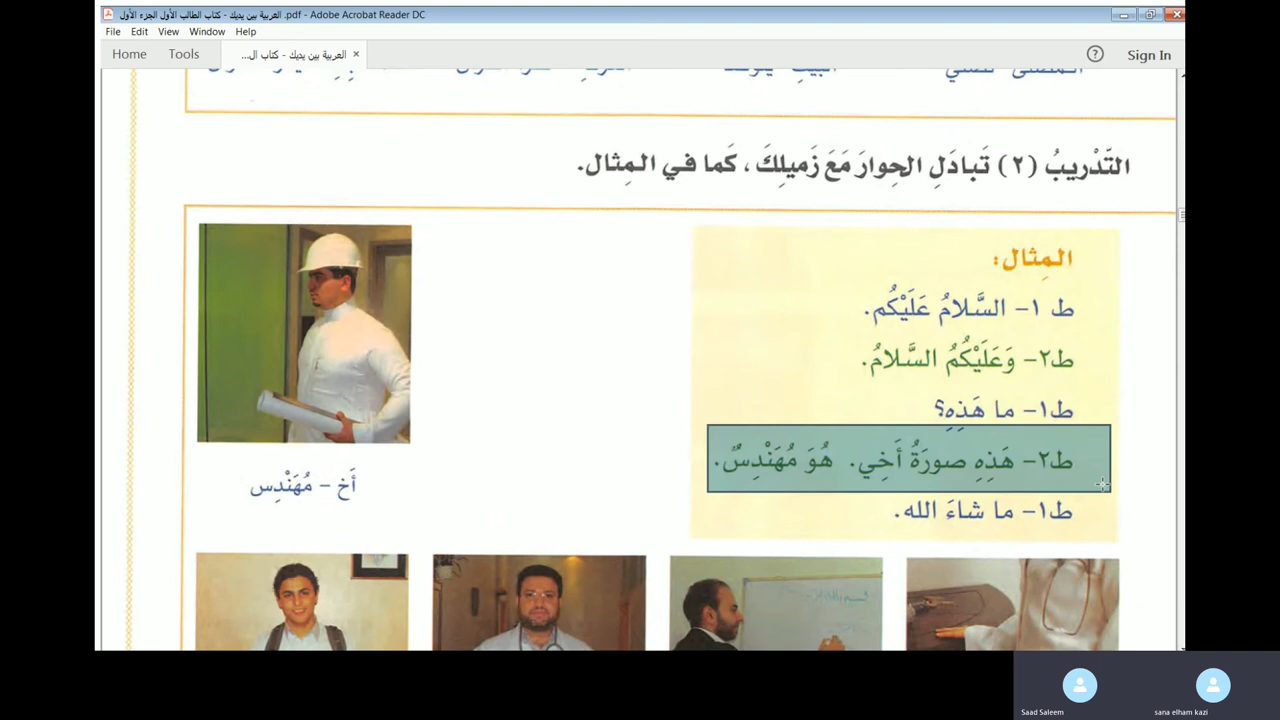 العربية بين يديك - كتاب الطالب الأول الجزء الأول .pdf - Adobe Acrobat Reader DC
File Edit View Window Help
Home Tools العربية بين يديك - كتاب ال... × ? Sign In
التَّدْريبُ (٢) تَبادَلِ الحِوارَ مَعَ زَميلِكَ، كَما في المِثال.
المِثال:
ط ١- السَّلامُ عَلَيْكُم.
ط٢- وَعَلَيْكُمُ السَّلامُ.
ط١- ما هَذِهِ؟
ط٢- هَذِهِ صورَةُ أَخِي. هُوَ مُهَنْدِسٌ.
ط١- ما شاءَ الله.
أَخ - مُهَنْدِس
Saad Saleem
sana elham kazi